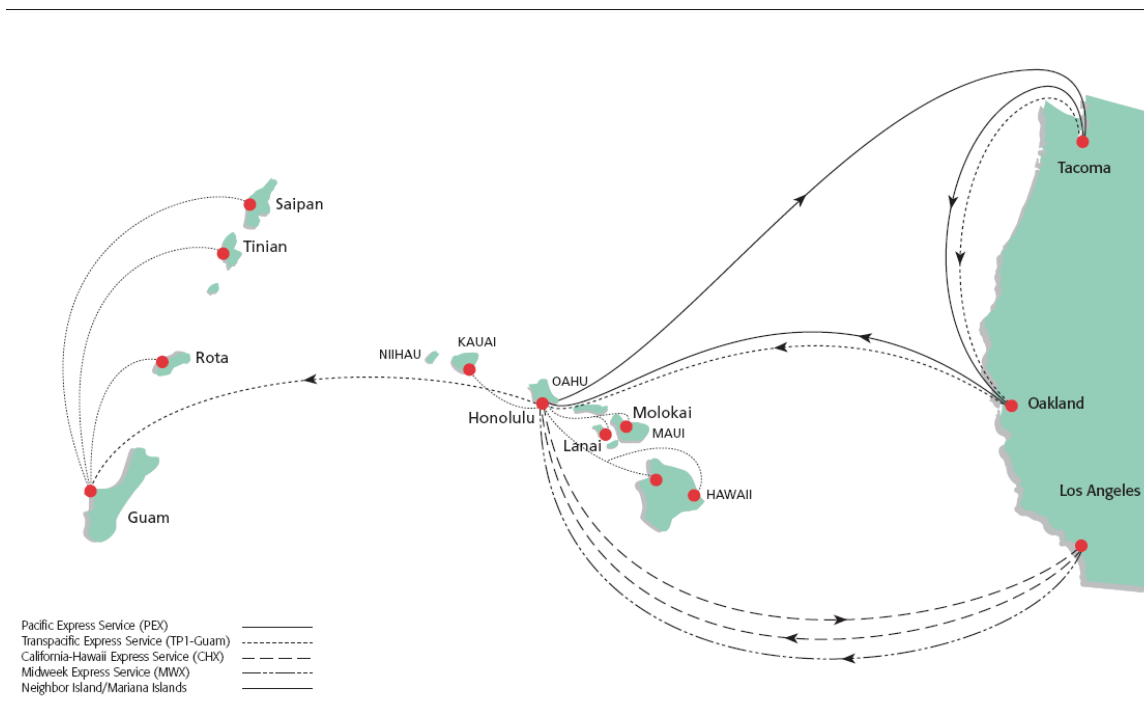 Tacoma
Saipan
Tinian
NIIHAU
KAUAI
Rota
OAHU
Honolulu
Molokai
Oakland
MAUI
Lanai
HAWAII
Los Angeles
Guam
Pacific Express Service (PEX)
Transpacific Express Service (TP1-Guam)
California-Hawaii Express Service (CHX)
Midweek Express Service (MWX)
Neighbor Island/Mariana Islands